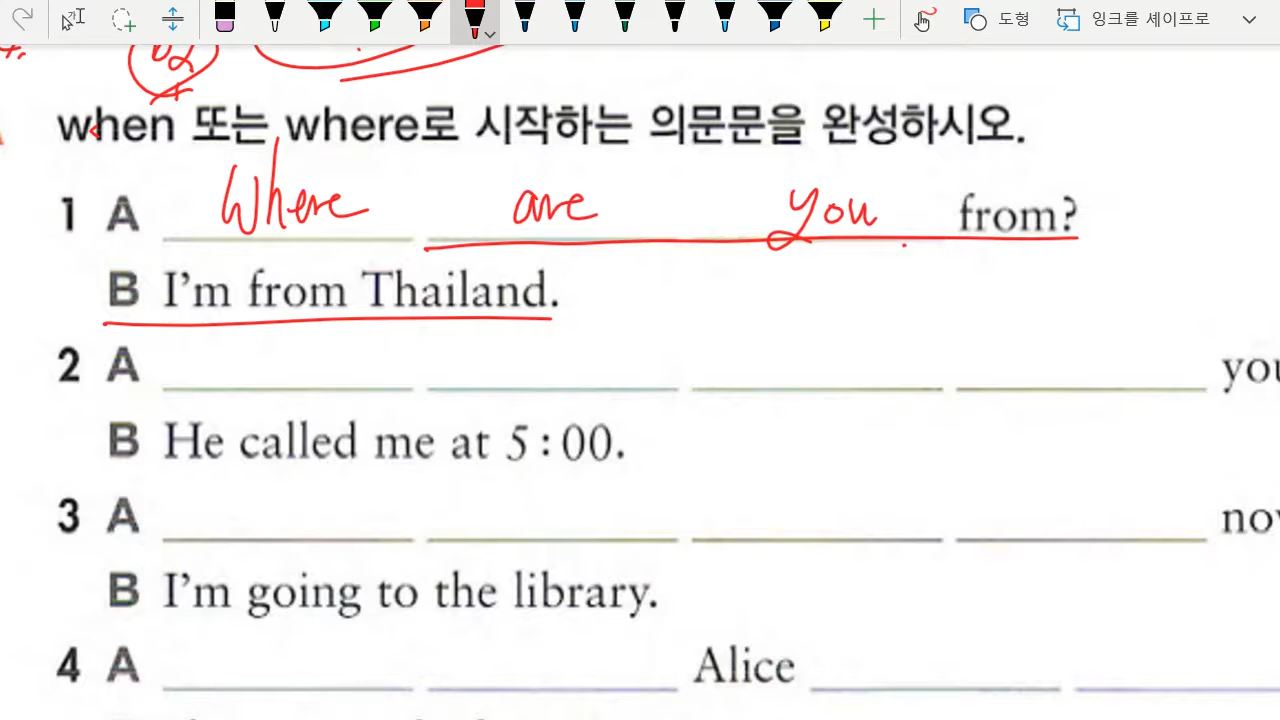 도형 잉크를 셰이프로
when 또는 where로 시작하는 의문문을 완성하시오.
1 A Where are you from?
B I'm from Thailand.
2 A you
B He called me at 5:00.
3 A
B I'm going to the library.
4 A Alice